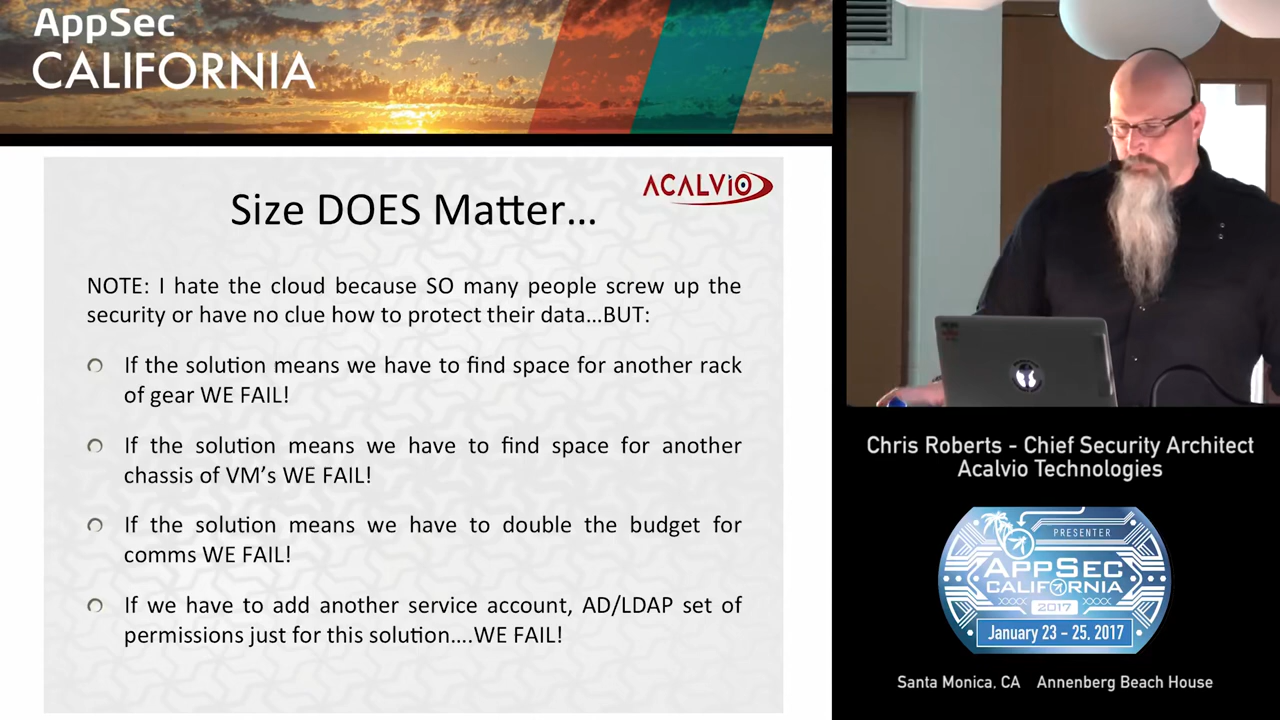 AppSec
CALIFORNIA
ACALVIO
Size DOES Matter...
NOTE: I hate the cloud because SO many people screw up the
security or have no clue how to protect their data...BUT:
If the solution means we have to find space for another rack
of gear WE FAIL!
If the solution means we have to find space for another
chassis of VM's WE FAIL!
If the solution means we have to double the budget for
comms WE FAIL!
If we have to add another service account, AD/LDAP set of
permissions just for this solution....WE FAIL!
Chris Roberts - Chief Security Architect
Acalvio Technologies
PRESENTER
APPSEC
CALIFORNIA
2017
January 23 - 25, 2017
Santa Monica, CA Annenberg Beach House